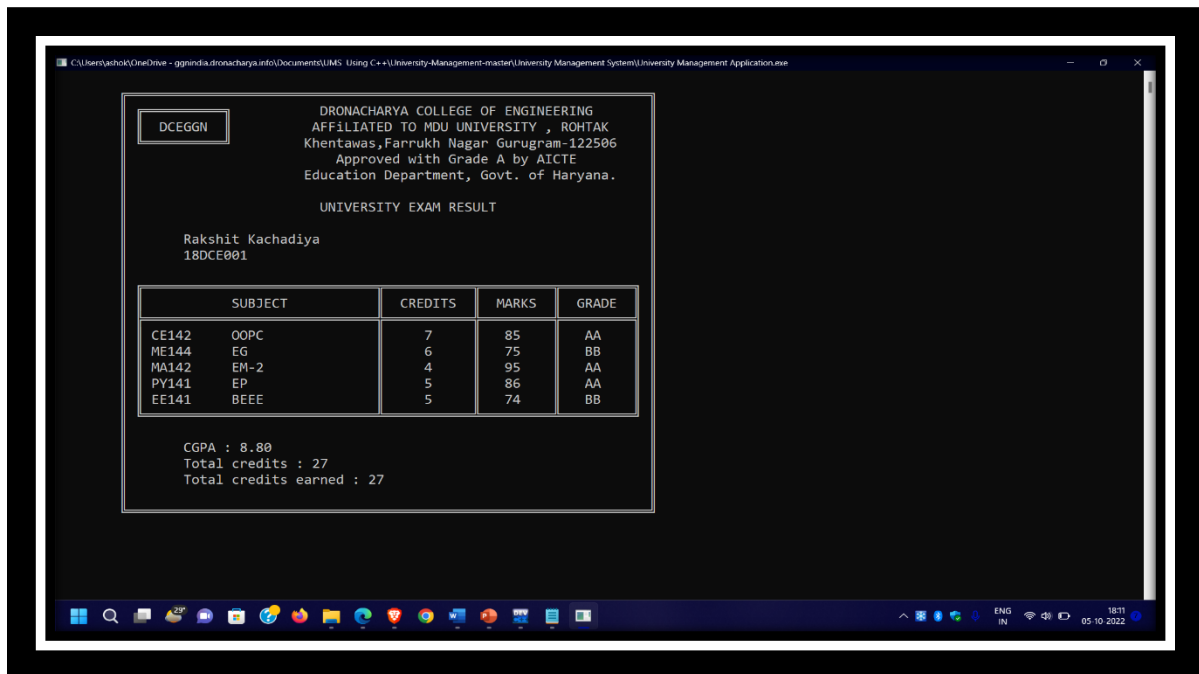 C:\Users\ashok\OneDrive - ggnindia.dronacharya.info\Documents\UMS Using C++\University-Management-master\University Management System\University Management Application.exe
DCEGGN
DRONACHARYA COLLEGE OF ENGINEERING
AFFiLIATED TO MDU UNIVERSITY , ROHTAK
Khentawas,Farrukh Nagar Gurugram-122506
Approved with Grade A by AICTE
Education Department, Govt. of Haryana.
UNIVERSITY EXAM RESULT
Rakshit Kachadiya
18DCE001
SUBJECT CREDITS MARKS GRADE
CE142 OOPC 7 85 AA
ME144 EG 6 75 BB
MA142 EM-2 4 95 AA
PY141 EP 5 86 AA
EE141 BEEE 5 74 BB
CGPA : 8.80
Total credits : 27
Total credits earned : 27
29°
DEV
ENG
IN
18:11
05-10-2022